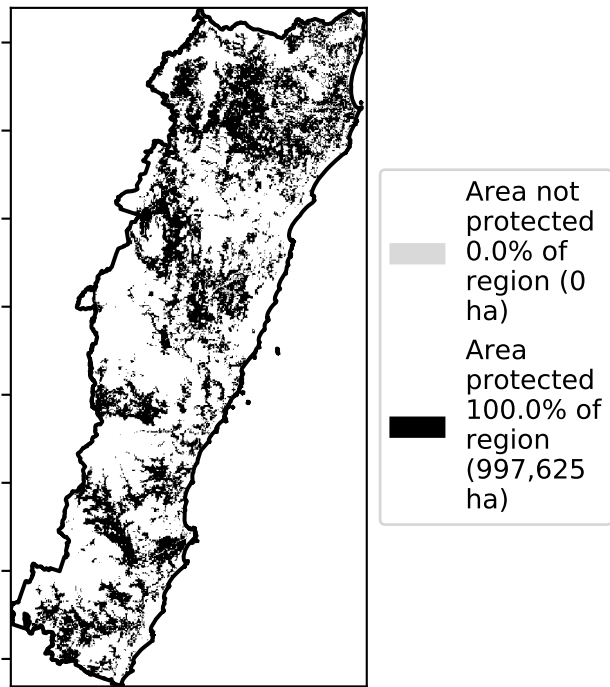 Area not
protected
0.0% of
region (0
ha)
Area
protected
100.0% of
region
(997,625
ha)